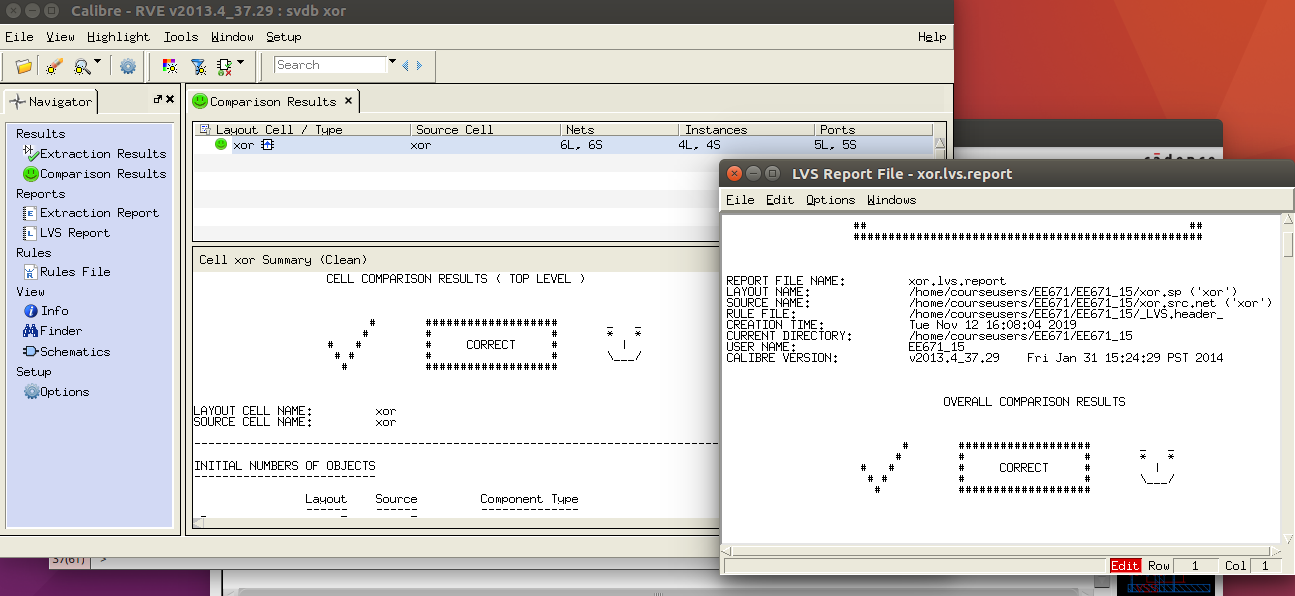 Calibre - RVE v2013.4_37.29 : svdb xor
File View Highlight Tools Window Setup Help
Search
Navigator
Comparison Results
Results
Extraction Results
Comparison Results
Reports
Extraction Report
LVS Report
Rules
Rules File
View
Info
Finder
Schematics
Setup
Options
Layout Cell / Type Source Cell Nets Instances Ports
xor xor 6L, 6S 4L, 4S 5L, 5S
Cell xor Summary (Clean)
CELL COMPARISON RESULTS ( TOP LEVEL )
CORRECT
LAYOUT CELL NAME: xor
SOURCE CELL NAME: xor
INITIAL NUMBERS OF OBJECTS
Layout Source Component Type
37(61) >
cādence
LVS Report File - xor.lvs.report
File Edit Options Windows
REPORT FILE NAME: xor.lvs.report
LAYOUT NAME: /home/courseusers/EE671/EE671_15/xor.sp ('xor')
SOURCE NAME: /home/courseusers/EE671/EE671_15/xor.src.net ('xor')
RULE FILE: /home/courseusers/EE671/EE671_15/_LVS.header_
CREATION TIME: Tue Nov 12 16:08:04 2019
CURRENT DIRECTORY: /home/courseusers/EE671/EE671_15
USER NAME: EE671_15
CALIBRE VERSION: v2013.4_37.29 Fri Jan 31 15:24:29 PST 2014
OVERALL COMPARISON RESULTS
CORRECT
Edit Row 1 Col 1